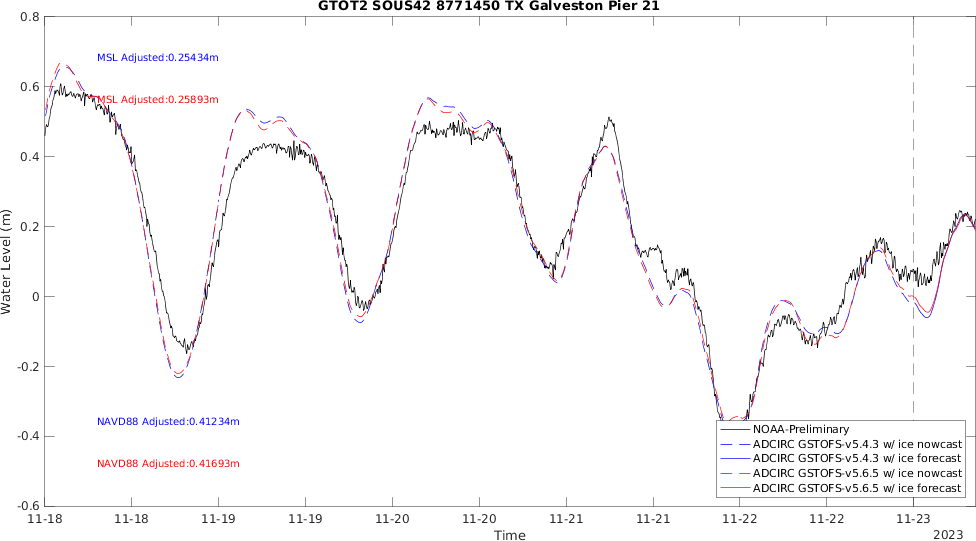 GTOT2 SOUS42 8771450 TX Galveston Pier 21
0.8
0.6
0.4
0.2
0
-0.2
-0.4
-0.6
Water Level (m)
MSL Adjusted:0.25434m
MSL Adjusted:0.25893m
NAVD88 Adjusted:0.41234m
NAVD88 Adjusted:0.41693m
NOAA-Preliminary
ADCIRC GSTOFS-v5.4.3 w/ ice nowcast
ADCIRC GSTOFS-v5.4.3 w/ ice forecast
ADCIRC GSTOFS-v5.6.5 w/ ice nowcast
ADCIRC GSTOFS-v5.6.5 w/ ice forecast
11-18 11-18 11-19 11-19 11-20 11-20 11-21 11-21 11-22 11-22 11-23
Time
2023